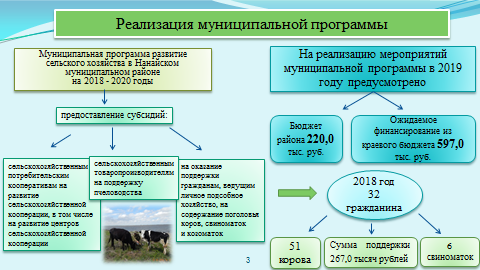 Реализация муниципальной программы
Муниципальная программа развитие
сельского хозяйства в Нанайском
муниципальном районе
на 2018 - 2020 годы
предоставление субсидий:
сельскохозяйственным
потребительским
кооперативам на
развитие
сельскохозяйственной
кооперации, в том числе
на развитие центров
сельскохозяйственной
кооперации
сельскохозяйственным
товаропроизводителям
на поддержку
пчеловодства
на оказание
поддержки
гражданам, ведущим
личное подсобное
хозяйство, на
содержание поголовья
коров, свиноматок
и козоматок
На реализацию мероприятий
муниципальной программы в 2019
году предусмотрено
Бюджет
района 220,0
тыс. руб.
Ожидаемое
финансирование из
краевого бюджета 597,0
тыс. руб.
2018 год
32
гражданина
51
корова
Сумма поддержки
267,0 тысяч рублей
6
свиноматок
3